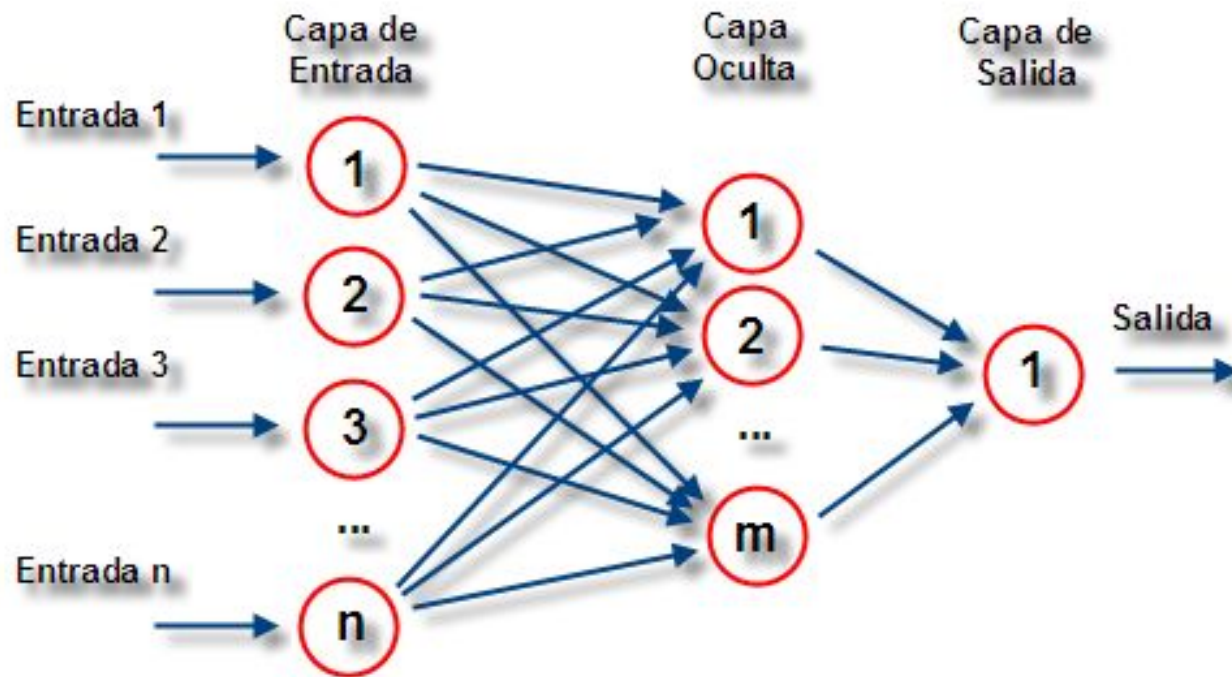 Capa de
Entrada
Capa
Oculta
Capa de
Salida
Entrada 1
1
Entrada 2
2
Entrada 3
3
...
Entrada n
n
1
2
...
m
1
Salida